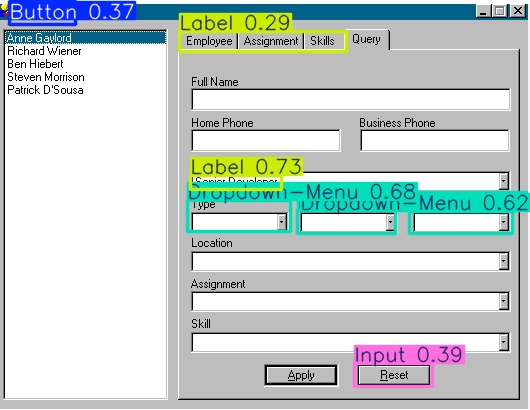 Button 0.37
Label 0.29
Employee Assignment Skills Query
Anne Gaylord
Richard Wiener
Ben Hiebert
Steven Morrison
Patrick D'Sousa
Full Name
Home Phone Business Phone
Label 0.73
Senior Developer
Dropdown-Menu 0.68
Dropdown-Menu 0.62
Type
Location
Assignment
Skill
Input 0.39
Apply Reset